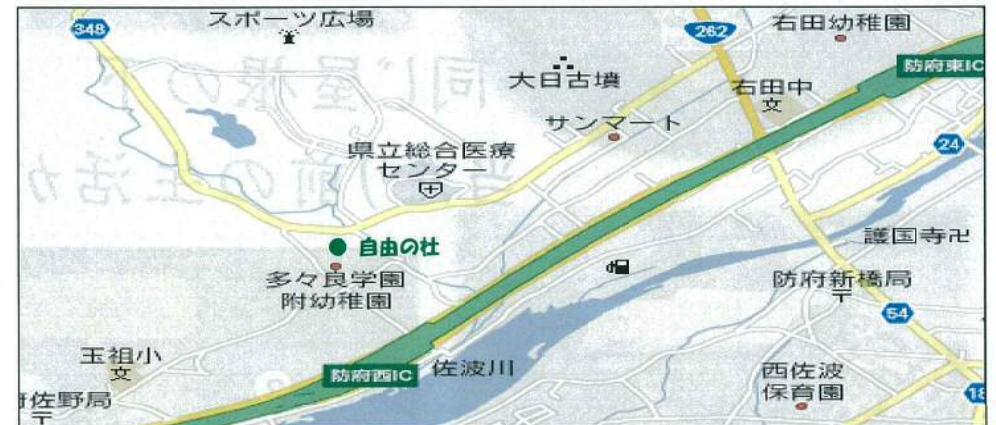 スポーツ広場
348
262
右田幼稚園
防府東IC
大日古墳
右田中
文
サンマート
県立総合医療
センター
24
自由の杜
護国寺卍
多々良学園
附幼稚園
防府新橋局
〒
54
玉祖小
文
防府西IC
佐波川
西佐波
保育園
佐野局
〒
18